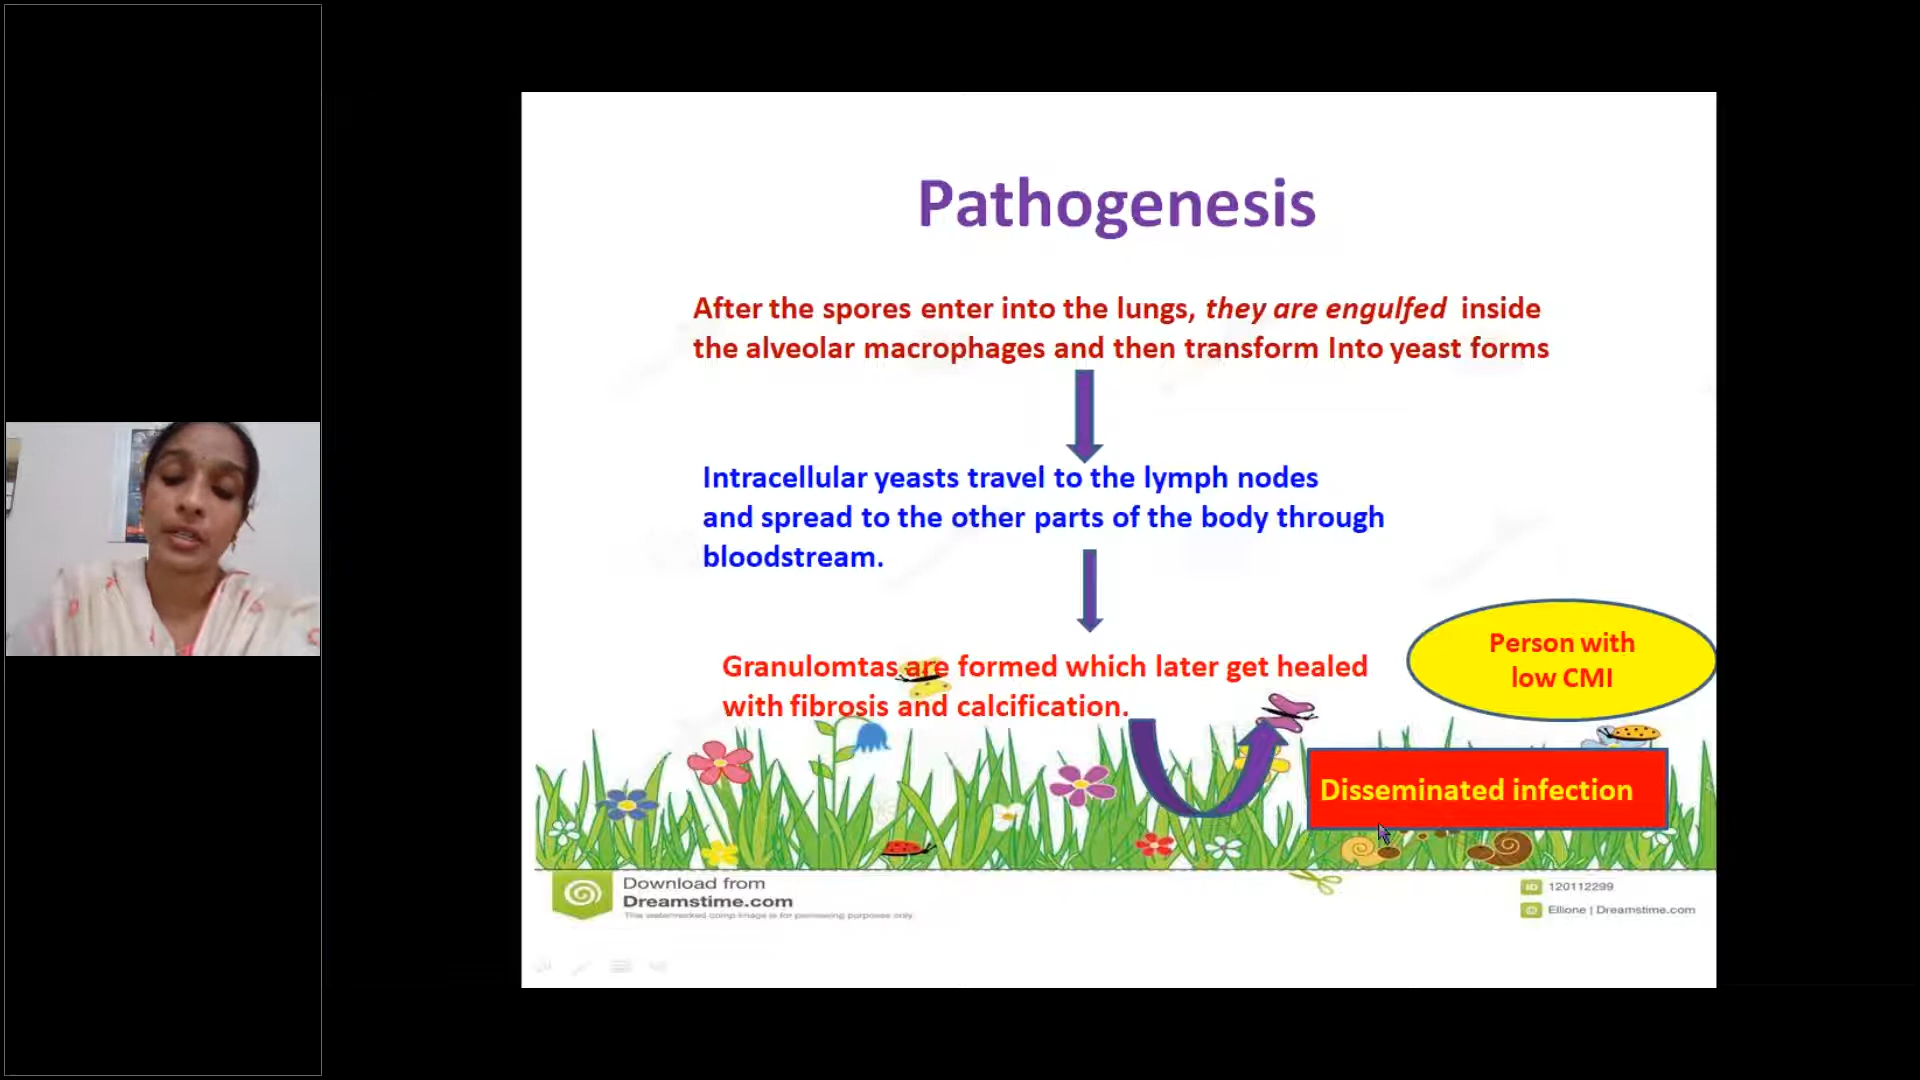 Pathogenesis
After the spores enter into the lungs, they are engulfed inside
the alveolar macrophages and then transform Into yeast forms
Intracellular yeasts travel to the lymph nodes
and spread to the other parts of the body through
bloodstream.
Granulomtas are formed which later get healed
with fibrosis and calcification.
Person with
low CMI
Disseminated infection
Download from
Dreamstime.com
This watermarked comp image is for previewing purposes only.
ID 120112299
Ellione | Dreamstime.com